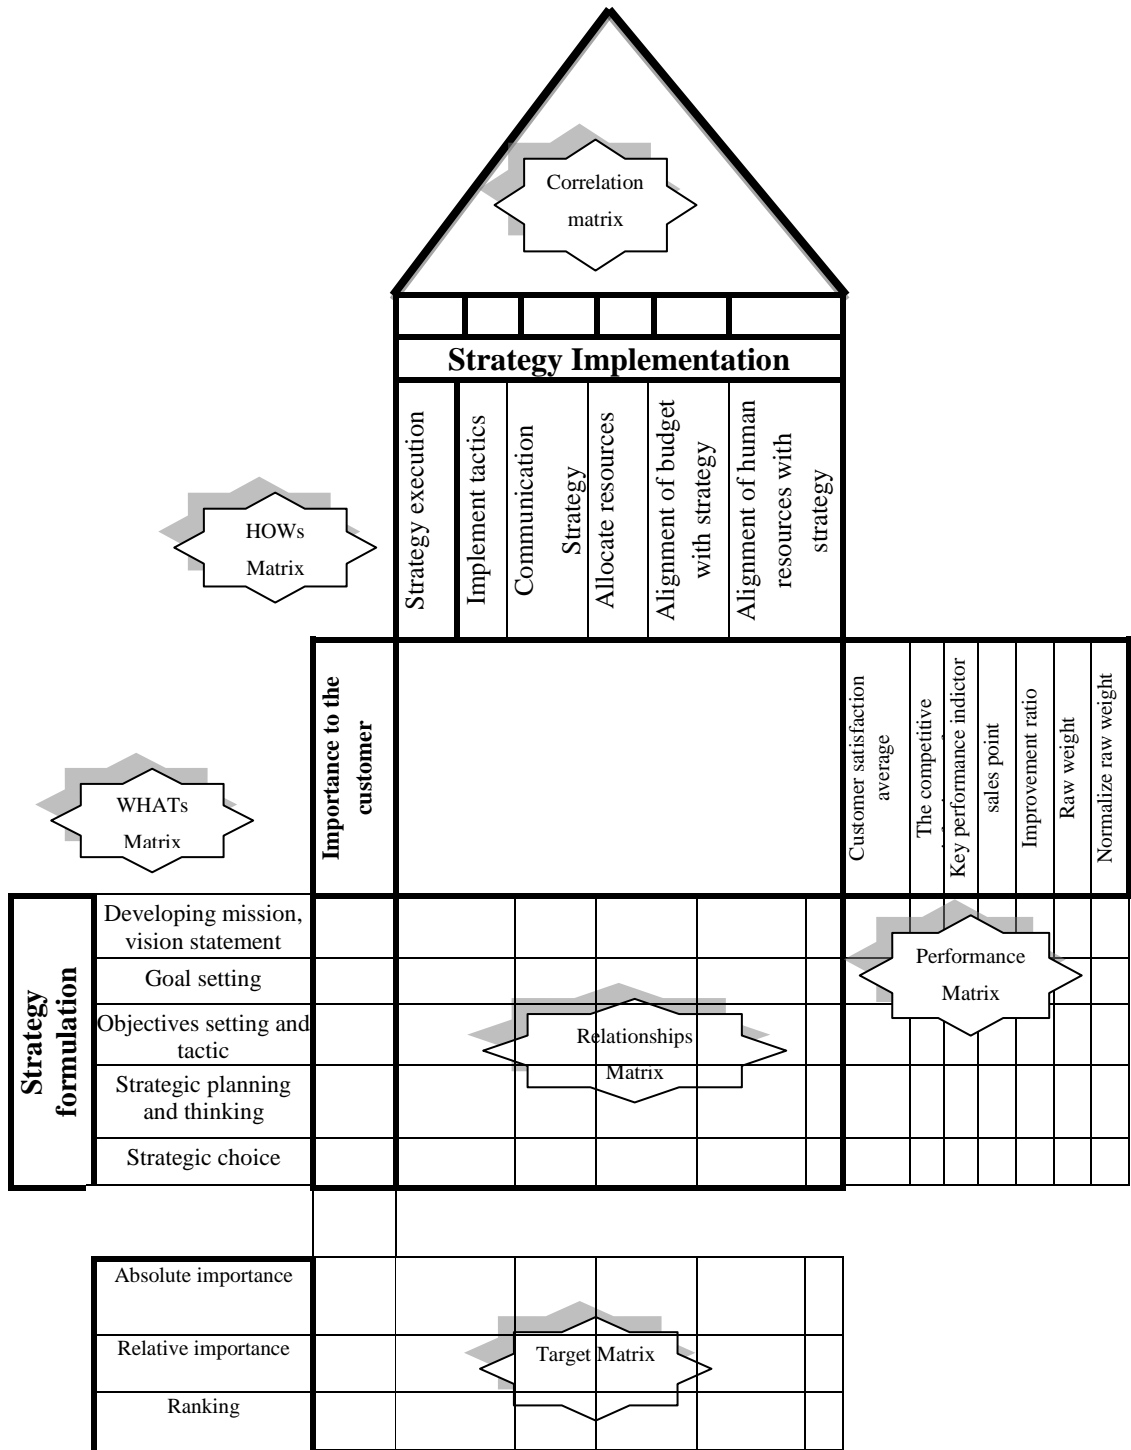 Correlation
matrix
Strategy Implementation
Strategy execution
Implement tactics
Communication
Strategy
Allocate resources
Alignment of budget
with strategy
Alignment of human
resources with
strategy
HOWs
Matrix
Importance to the
customer
Customer satisfaction
average
The competitive
Key performance indictor
sales point
Improvement ratio
Raw weight
Normalize raw weight
WHATs
Matrix
Strategy
formulation
Developing mission,
vision statement
Goal setting
Objectives setting and
tactic
Strategic planning
and thinking
Strategic choice
Performance
Matrix
Relationships
Matrix
Absolute importance
Relative importance
Ranking
Target Matrix